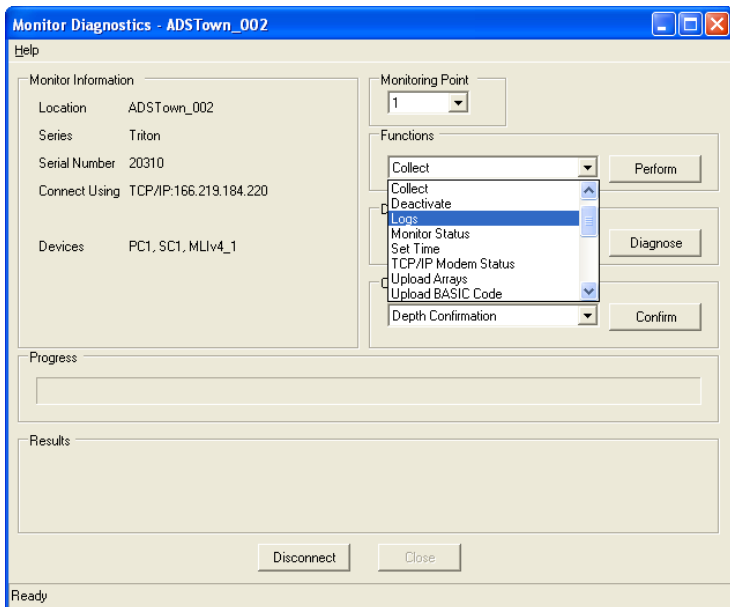 Monitor Diagnostics - ADSTown_002
Help
Monitor Information
Location ADSTown_002
Series Triton
Serial Number 20310
Connect Using TCP/IP:166.219.184.220
Devices PC1, SC1, MLIv4_1
Monitoring Point
1
Functions
Collect
Perform
Collect
Deactivate
Logs
Monitor Status
Set Time
TCP/IP Modem Status
Upload Arrays
Upload BASIC Code
Diagnose
Depth Confirmation
Confirm
Progress
Results
Disconnect
Close
Ready